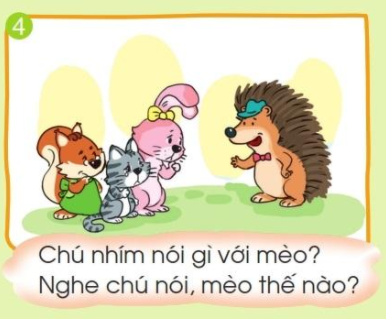 4
Chú nhím nói gì với mèo?
Nghe chú nói, mèo thế nào?